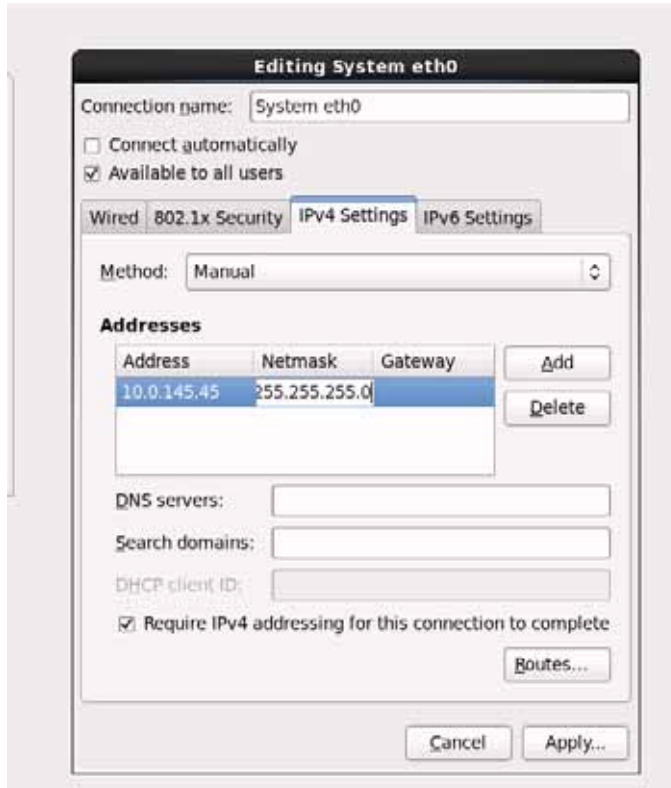 Editing System eth0
Connection name: System eth0
Connect automatically
Available to all users
Wired 802.1x Security IPv4 Settings IPv6 Settings
Method: Manual
Addresses
Address Netmask Gateway Add
10.0.145.45 255.255.255.0
Delete
DNS servers:
Search domains:
DHCP client ID:
Require IPv4 addressing for this connection to complete
Routes...
Cancel Apply...